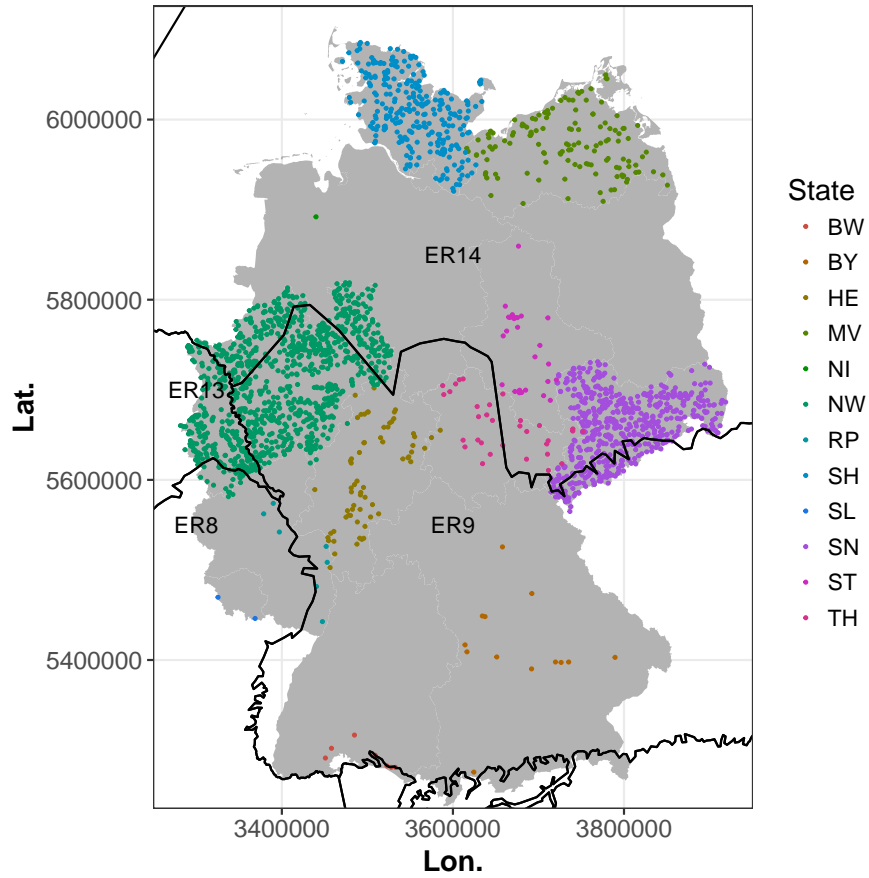 6000000
5800000
5600000
5400000
Lat.
ER14
ER13
ER8
ER9
3400000
3600000
3800000
Lon.
State
BW
BY
HE
MV
NI
NW
RP
SH
SL
SN
ST
TH